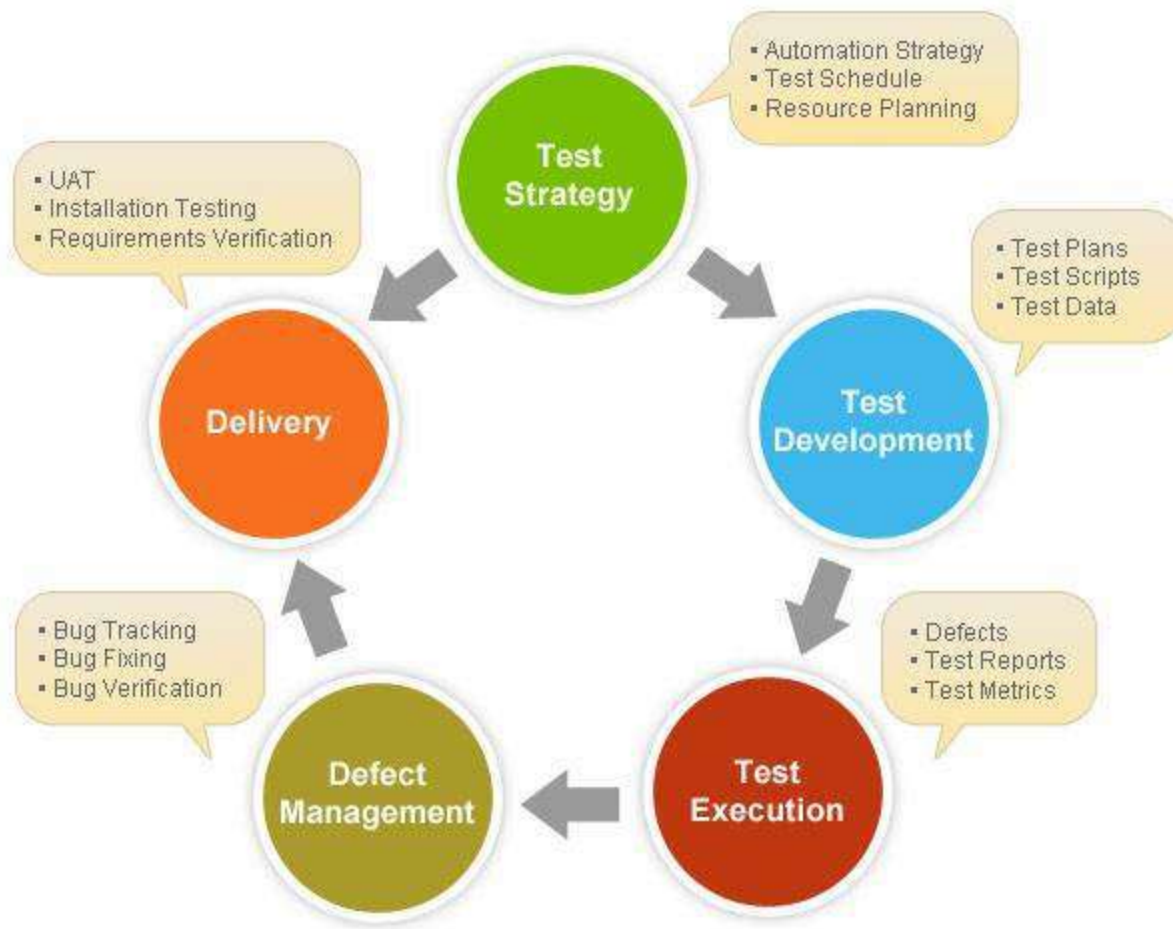 ▪ Automation Strategy
▪ Test Schedule
▪ Resource Planning
Test
Strategy
▪ UAT
▪ Installation Testing
▪ Requirements Verification
▪ Test Plans
▪ Test Scripts
▪ Test Data
Delivery
Test
Development
▪ Bug Tracking
▪ Bug Fixing
▪ Bug Verification
▪ Defects
▪ Test Reports
▪ Test Metrics
Defect
Management
Test
Execution